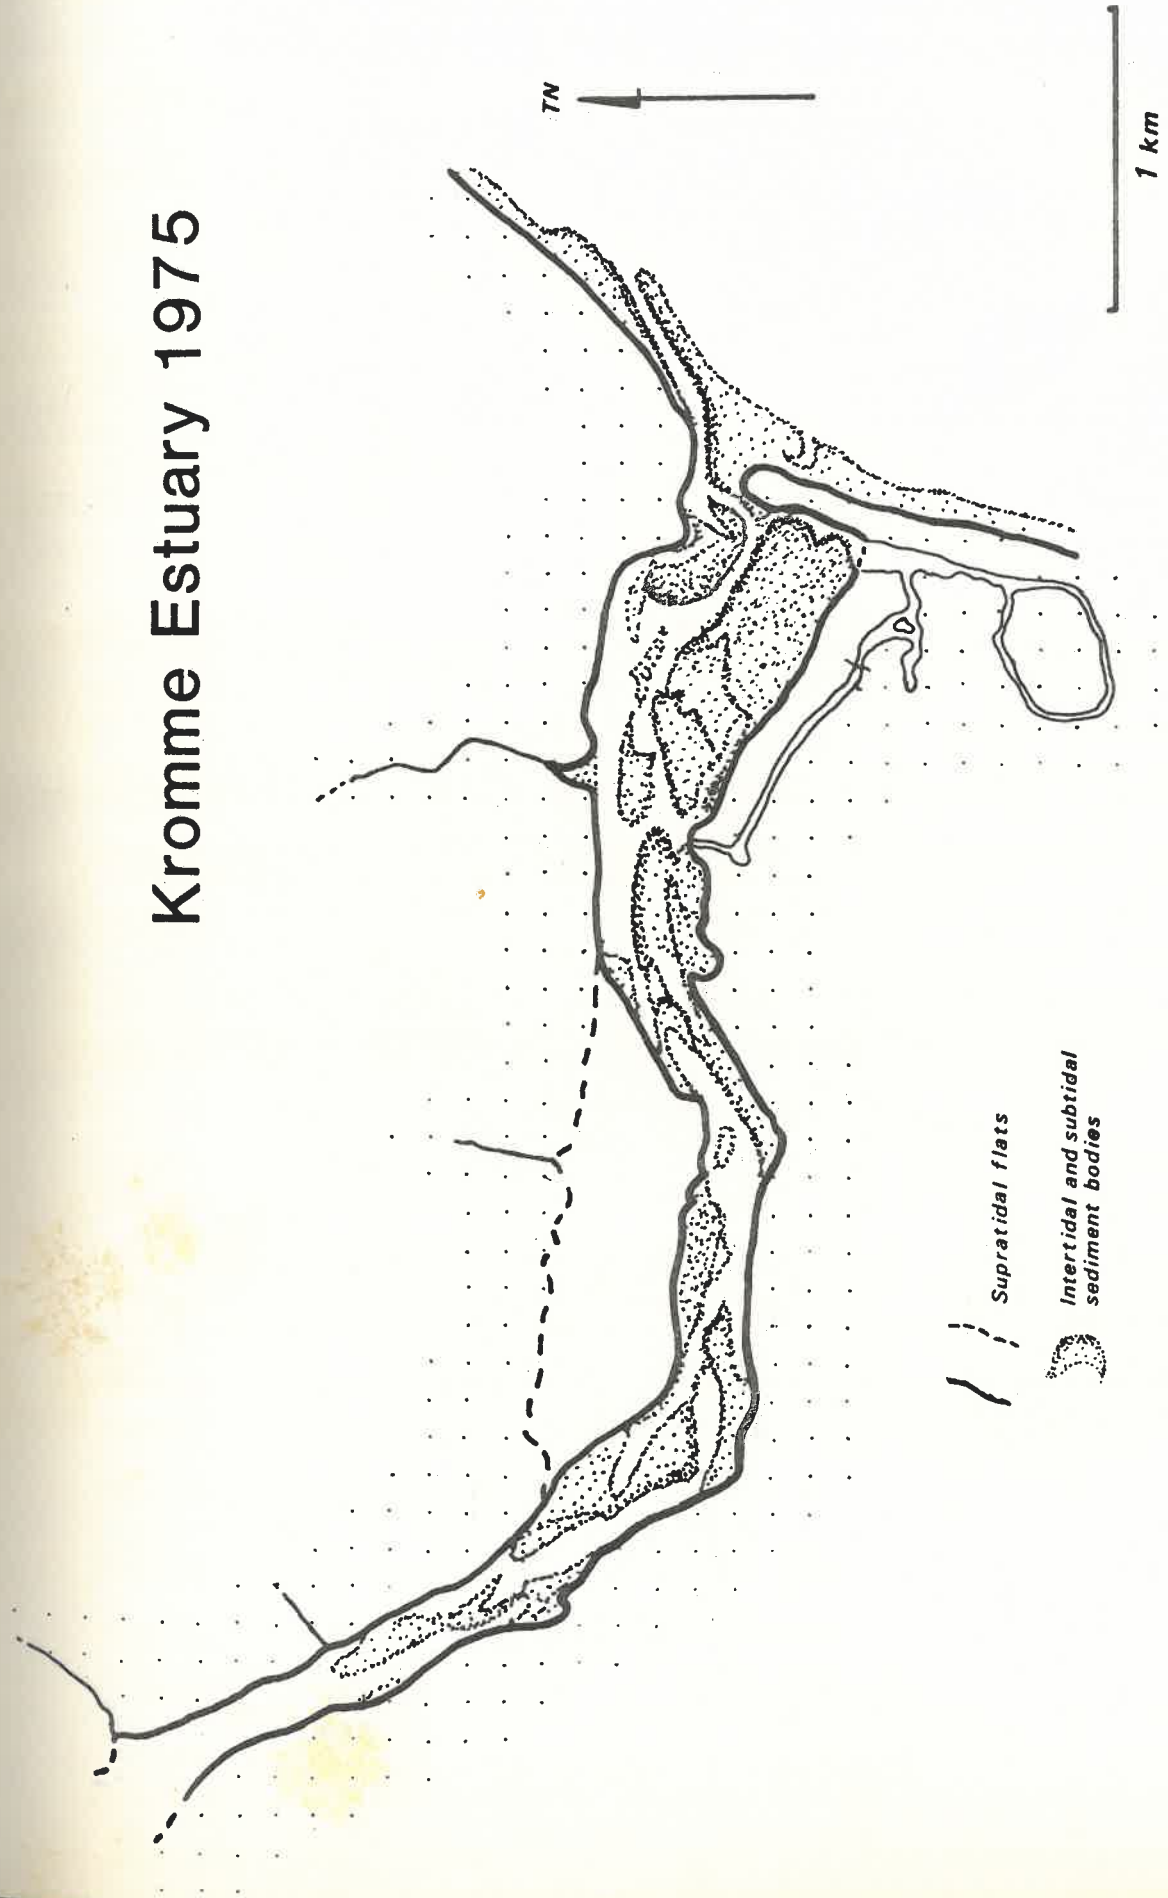 Kromme Estuary 1975
TN
1 km
Supratidal flats
Intertidal and subtidal
sediment bodies